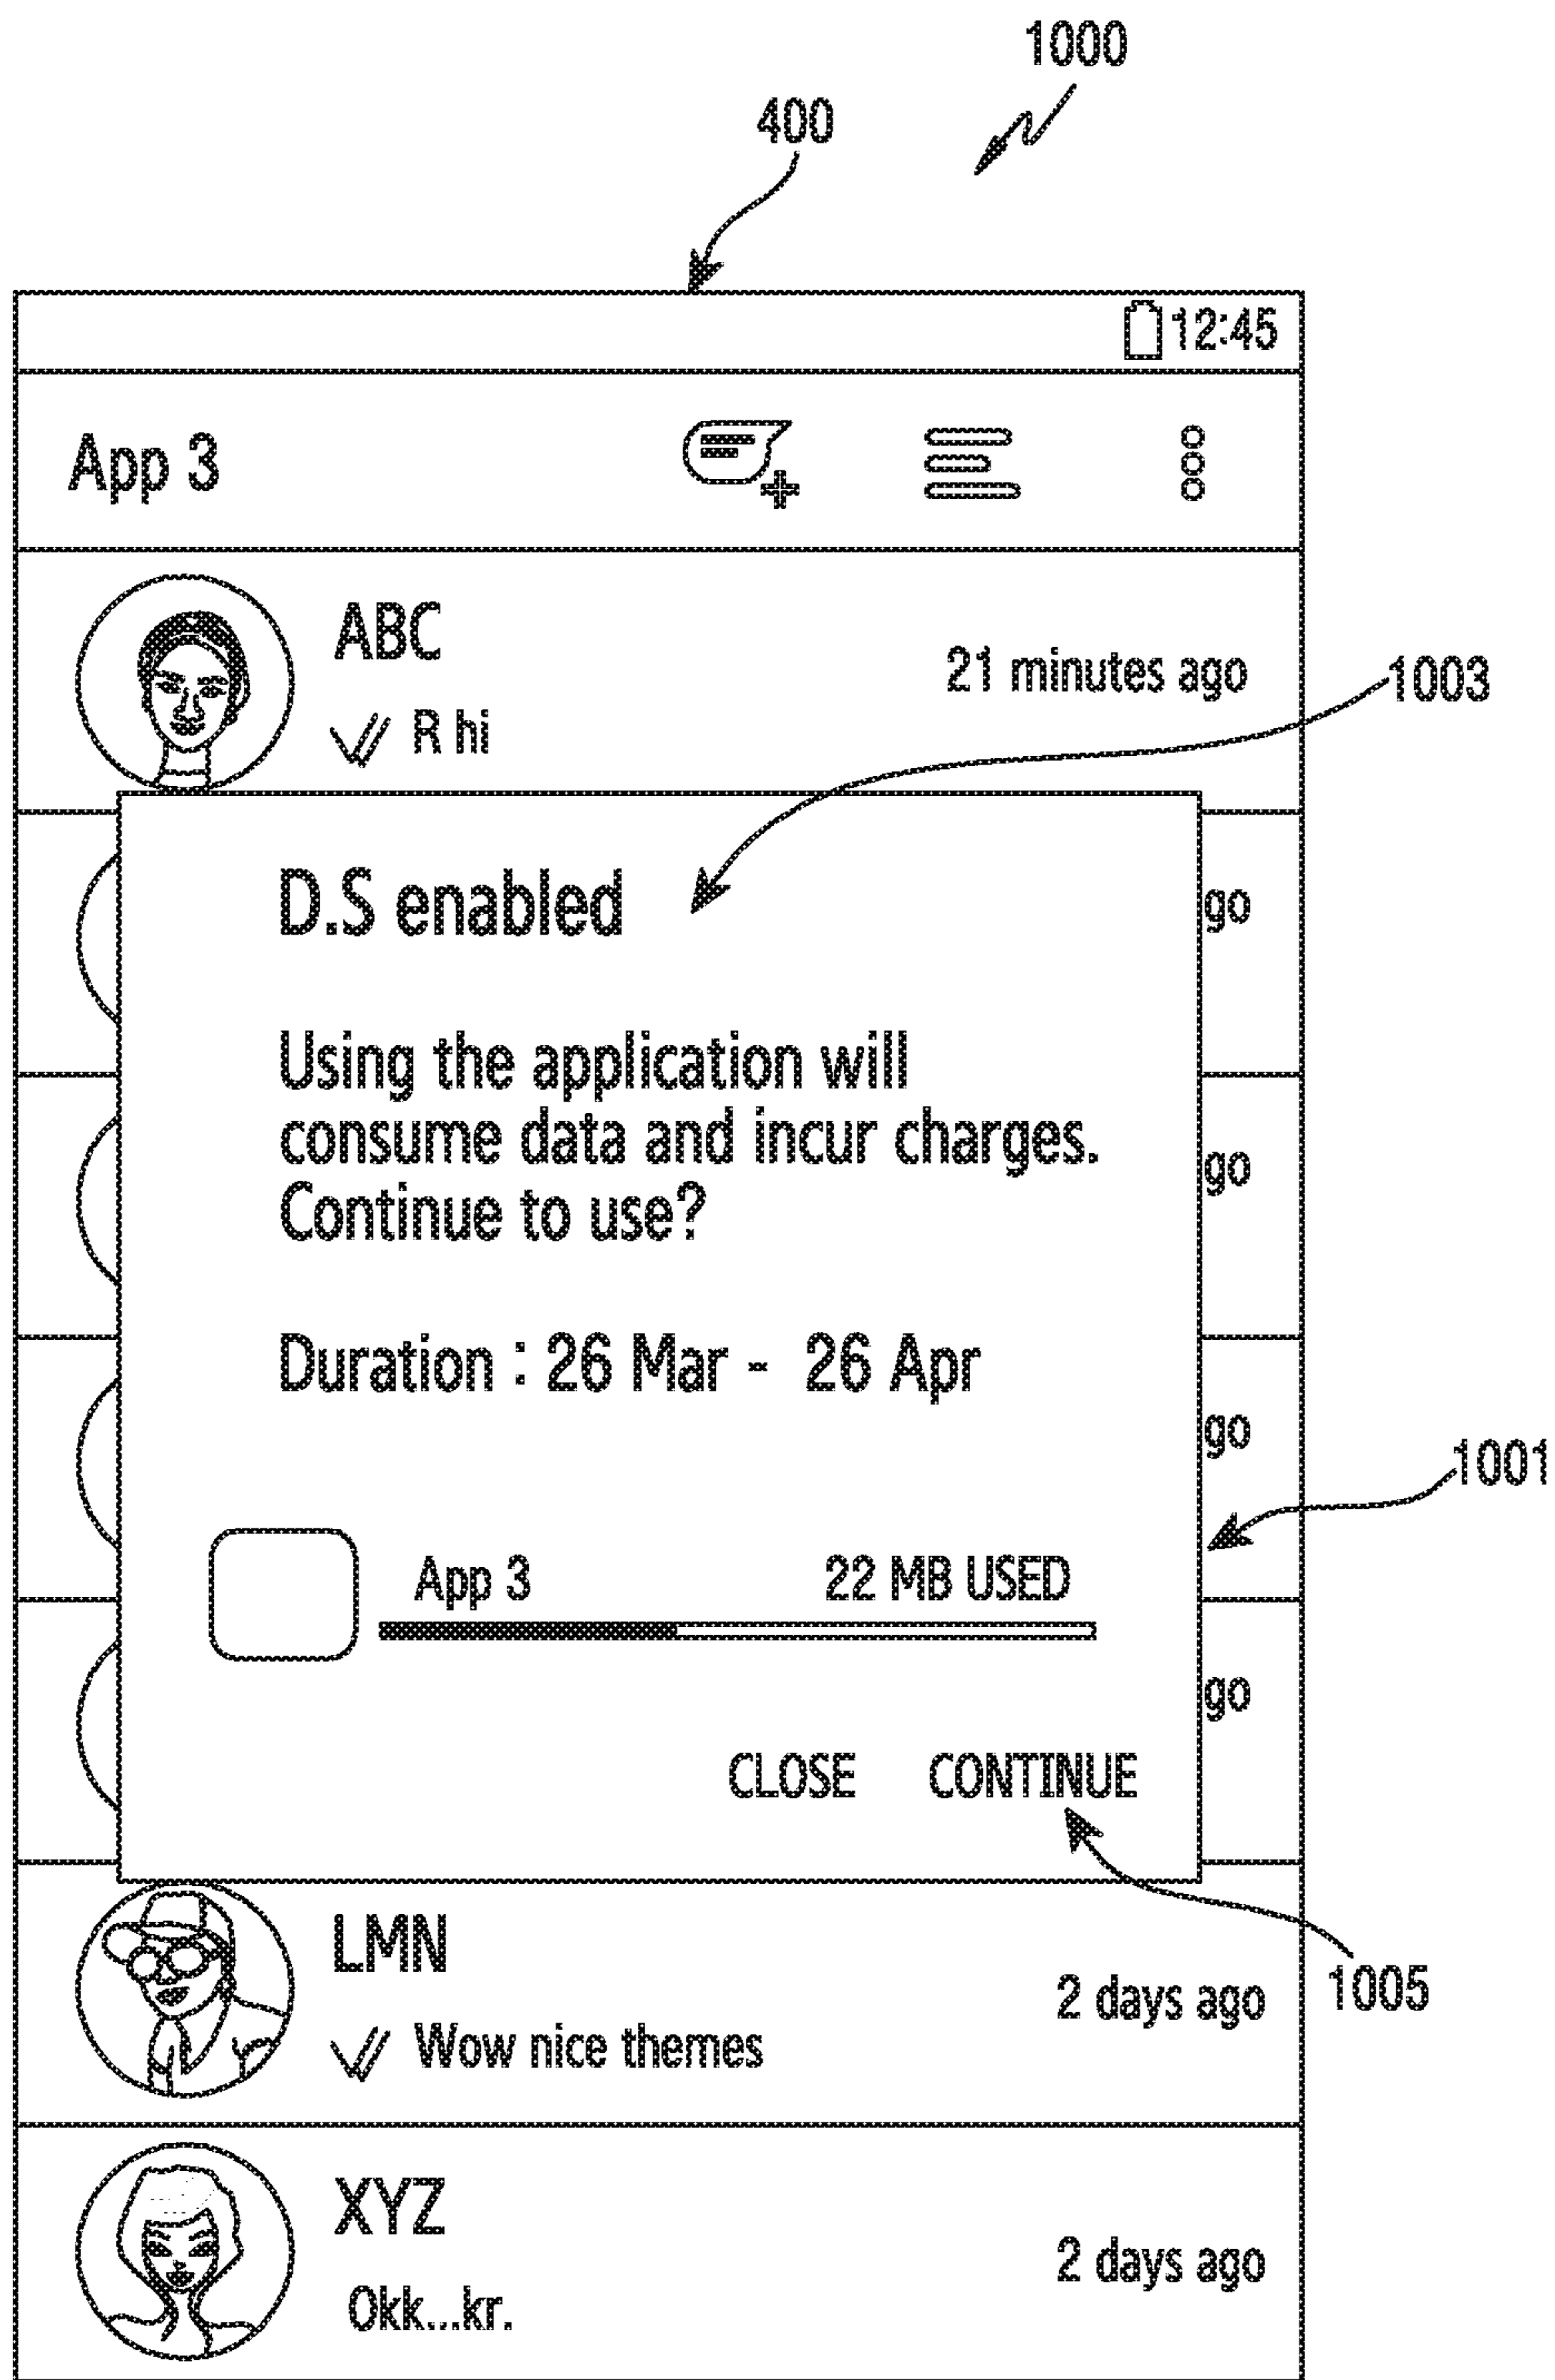 1000
400
12:45
App 3
ABC
21 minutes ago
R hi
1003
D.S enabled
go
Using the application will
consume data and incur charges.
Continue to use?
go
Duration : 26 Mar - 26 Apr
go
1001
App 3 22 MB USED
go
CLOSE CONTINUE
LMN
2 days ago
1005
Wow nice themes
XYZ
2 days ago
Okk...kr.